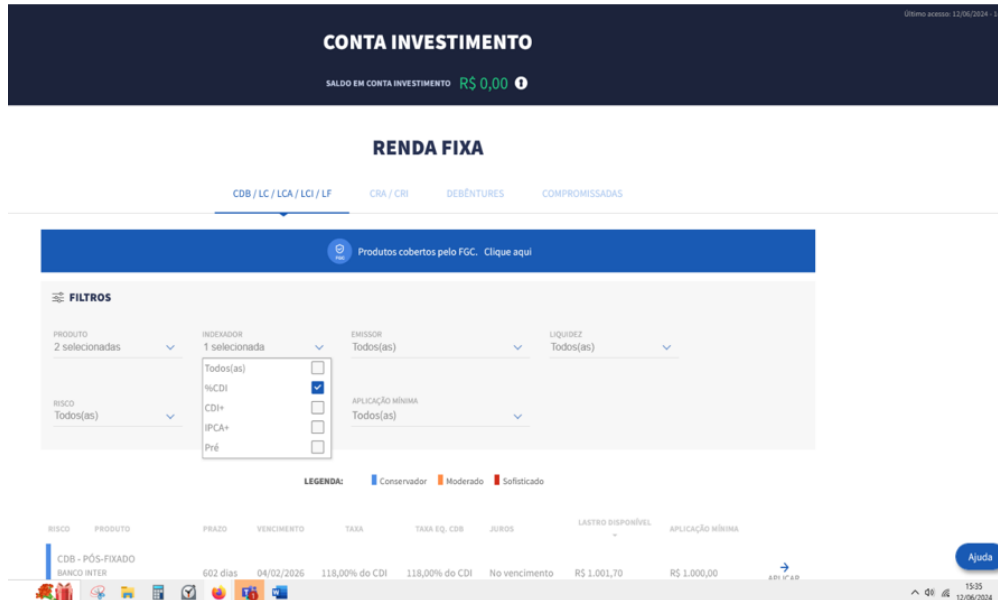 Último acesso: 12/06/2024 - 1
CONTA INVESTIMENTO
SALDO EM CONTA INVESTIMENTO R$ 0,00
RENDA FIXA
CDB / LC / LCA / LCI / LF CRA / CRI DEBÊNTURES COMPROMISSADAS
FGC Produtos cobertos pelo FGC. Clique aqui
FILTROS
PRODUTO INDEXADOR EMISSOR LIQUIDEZ
2 selecionadas 1 selecionada Todos(as) Todos(as)
Todos(as)
%CDI
CDI+
IPCA+
Pré
RISCO APLICAÇÃO MÍNIMA
Todos(as) Todos(as)
LEGENDA: Conservador Moderado Sofisticado
RISCO PRODUTO PRAZO VENCIMENTO TAXA TAXA EQ. CDB JUROS LASTRO DISPONÍVEL APLICAÇÃO MÍNIMA
CDB - PÓS-FIXADO
BANCO INTER 602 dias 04/02/2026 118,00% do CDI 118,00% do CDI No vencimento R$ 1.001,70 R$ 1.000,00 APLICAR
Ajuda
15:35
12/06/2024